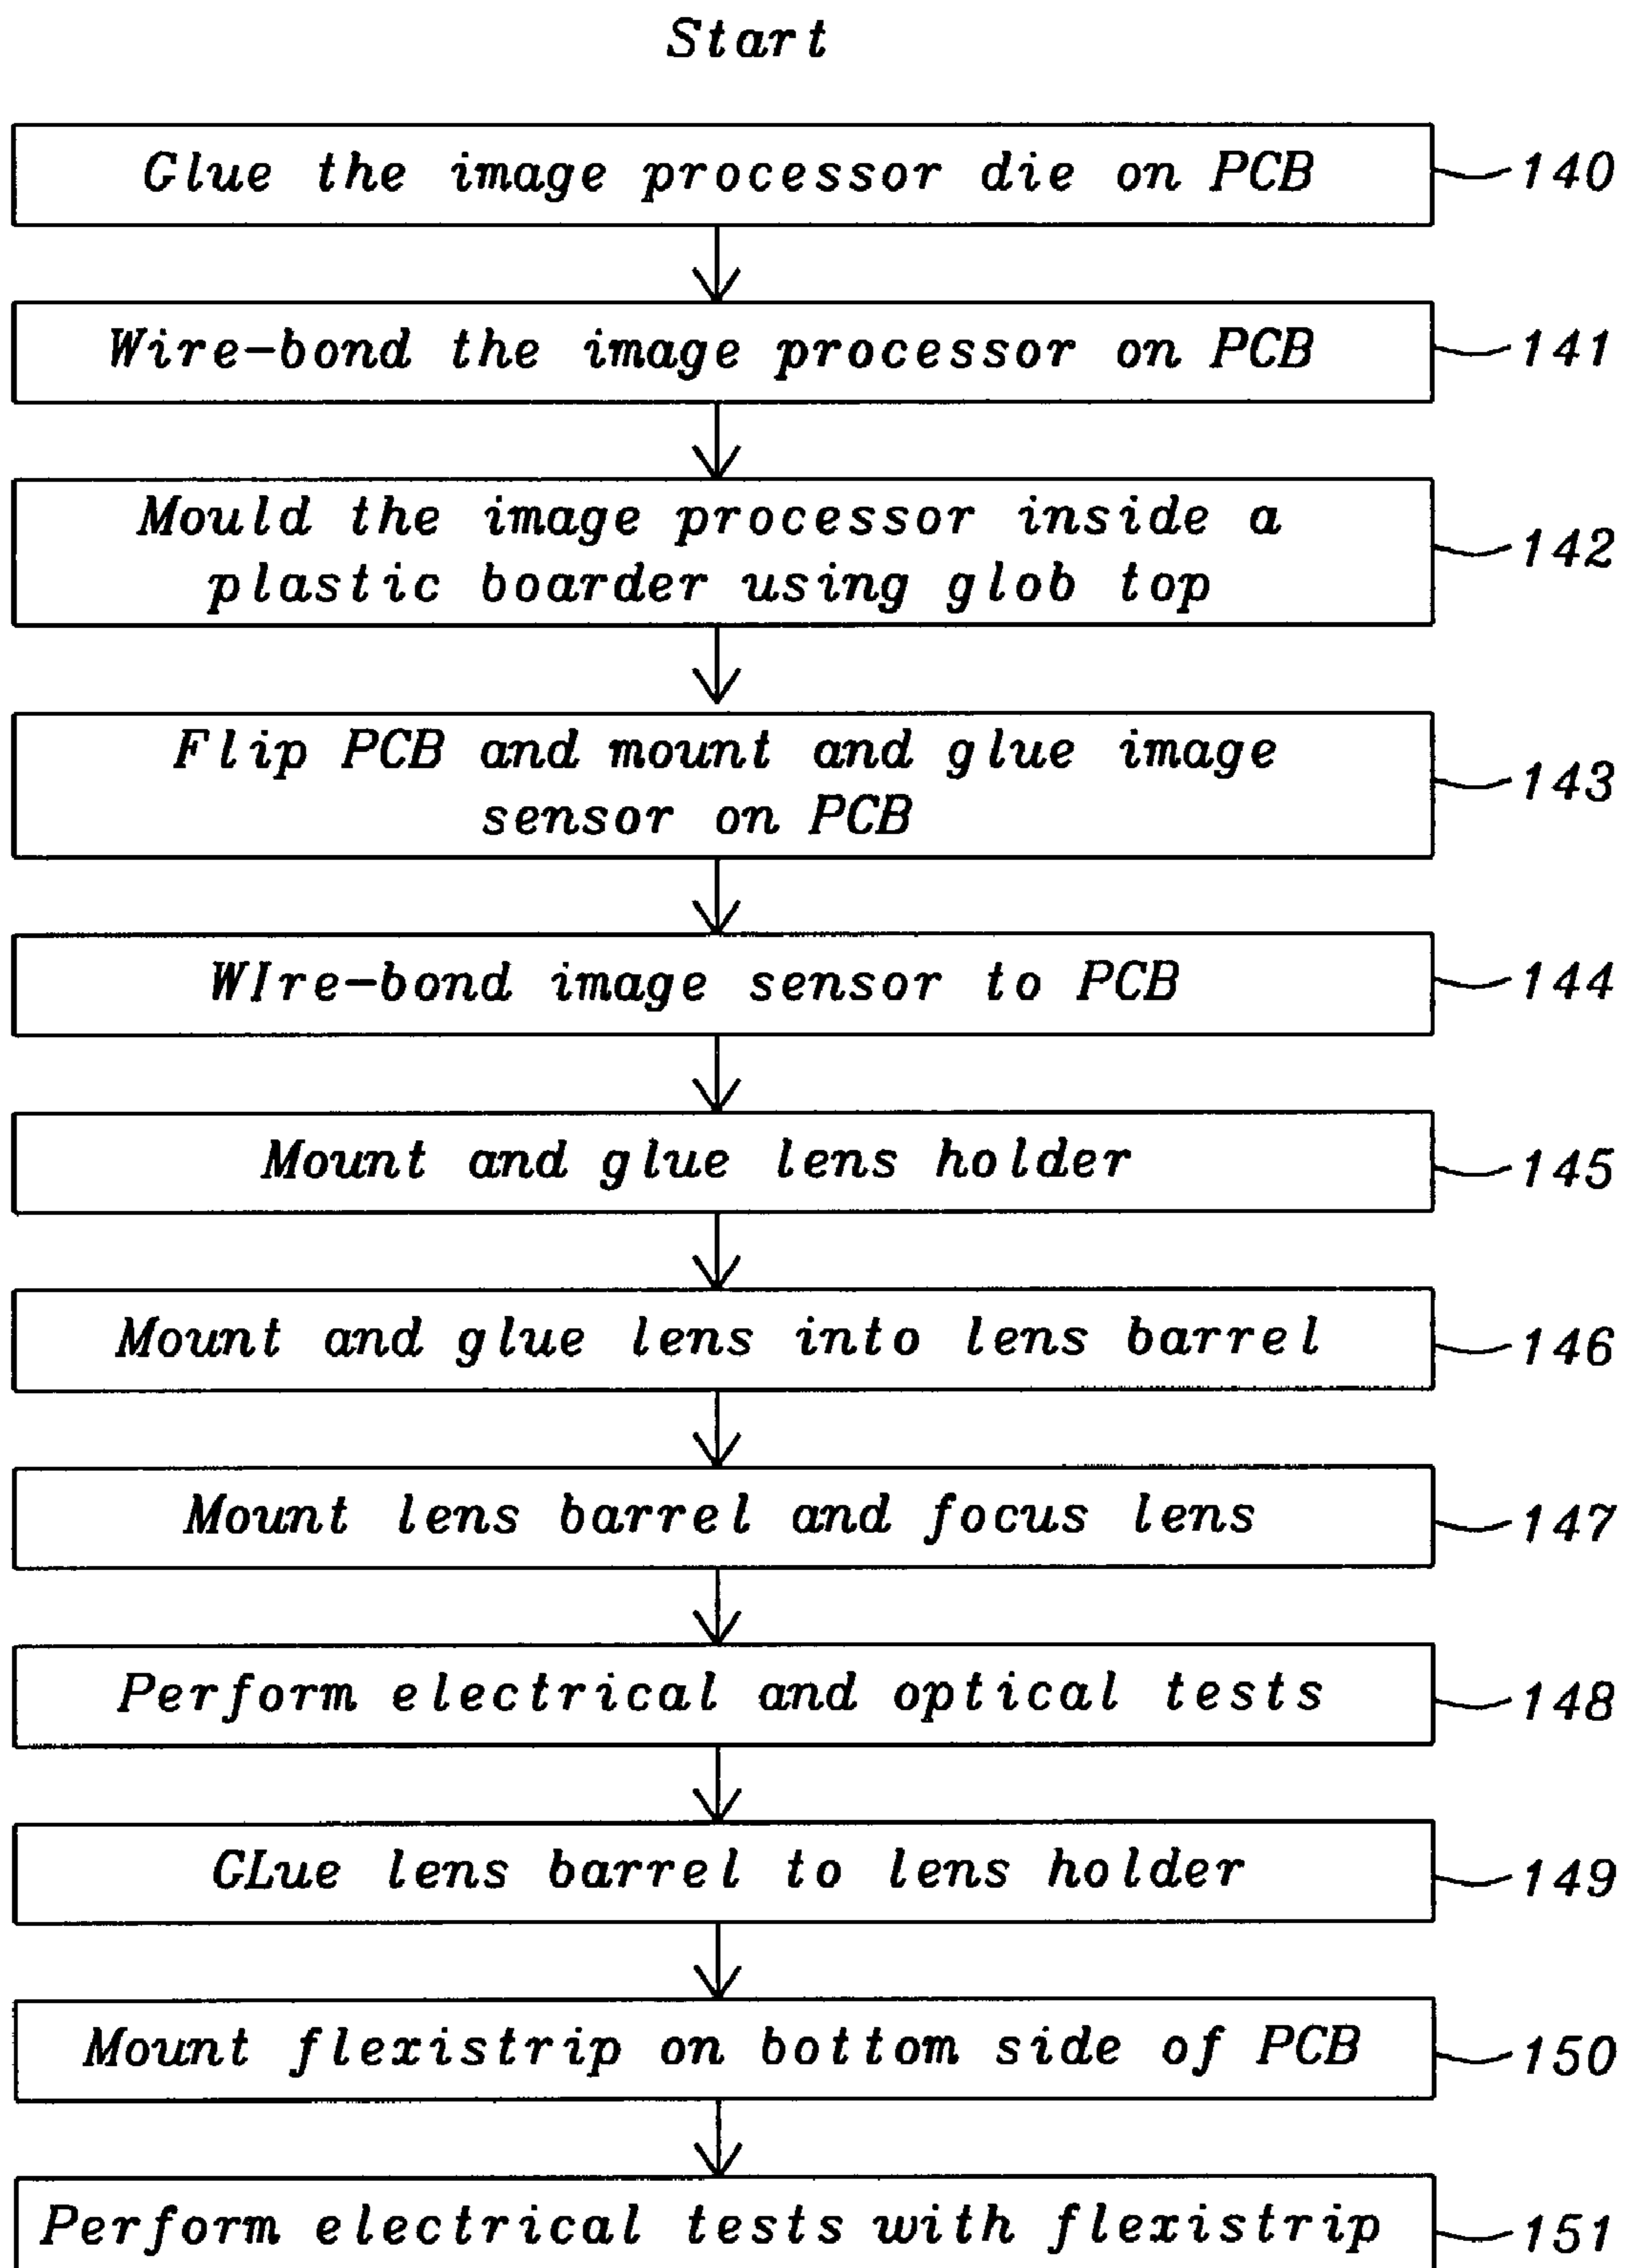 Start
Glue the image processor die on PCB
140
Wire-bond the image processor on PCB
141
Mould the image processor inside a
plastic boarder using glob top
142
Flip PCB and mount and glue image
sensor on PCB
143
WIre-bond image sensor to PCB
144
Mount and glue lens holder
145
Mount and glue lens into lens barrel
146
Mount lens barrel and focus lens
147
Perform electrical and optical tests
148
GLue lens barrel to lens holder
149
Mount flexistrip on bottom side of PCB
150
Perform electrical tests with flexistrip
151